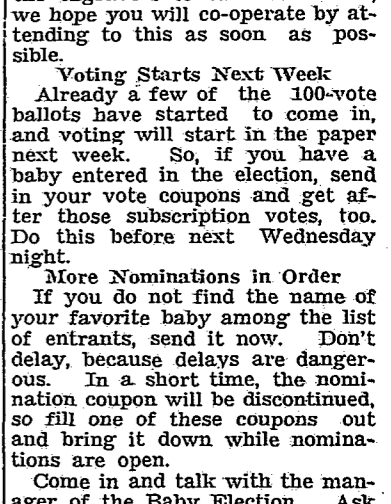 we hope you will co-operate by at-
tending to this as soon as pos-
sible.
Voting Starts Next Week
Already a few of the 100-vote
ballots have started to come in,
and voting will start in the paper
next week. So, if you have a
baby entered in the election, send
in your vote coupons and get af-
ter those subscription votes, too.
Do this before next Wednesday
night.
More Nominations in Order
If you do not find the name of
your favorite baby among the list
of entrants, send it now. Don't
delay, because delays are danger-
ous. In a short time, the nomi-
nation coupon will be discontinued,
so fill one of these coupons out
and bring it down while nomina-
tions are open.
Come in and talk with the man-
ager of the Baby Election. Ask